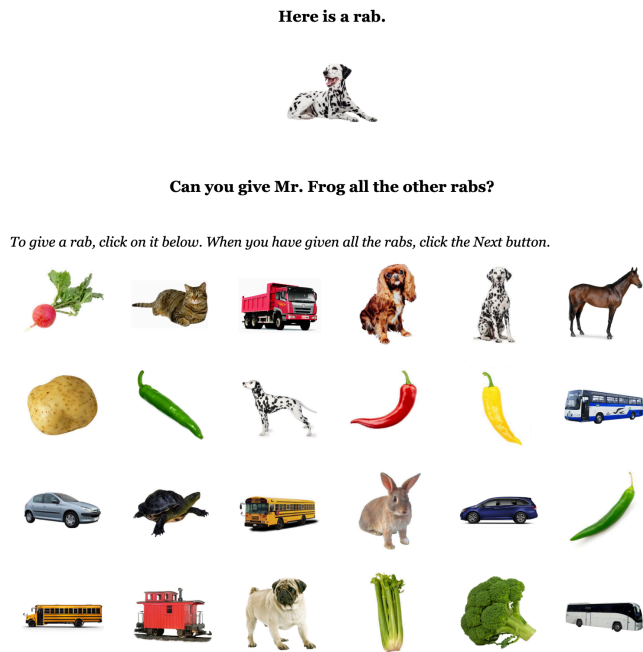 Here is a rab.
Can you give Mr. Frog all the other rabs?
To give a rab, click on it below. When you have given all the rabs, click the Next button.